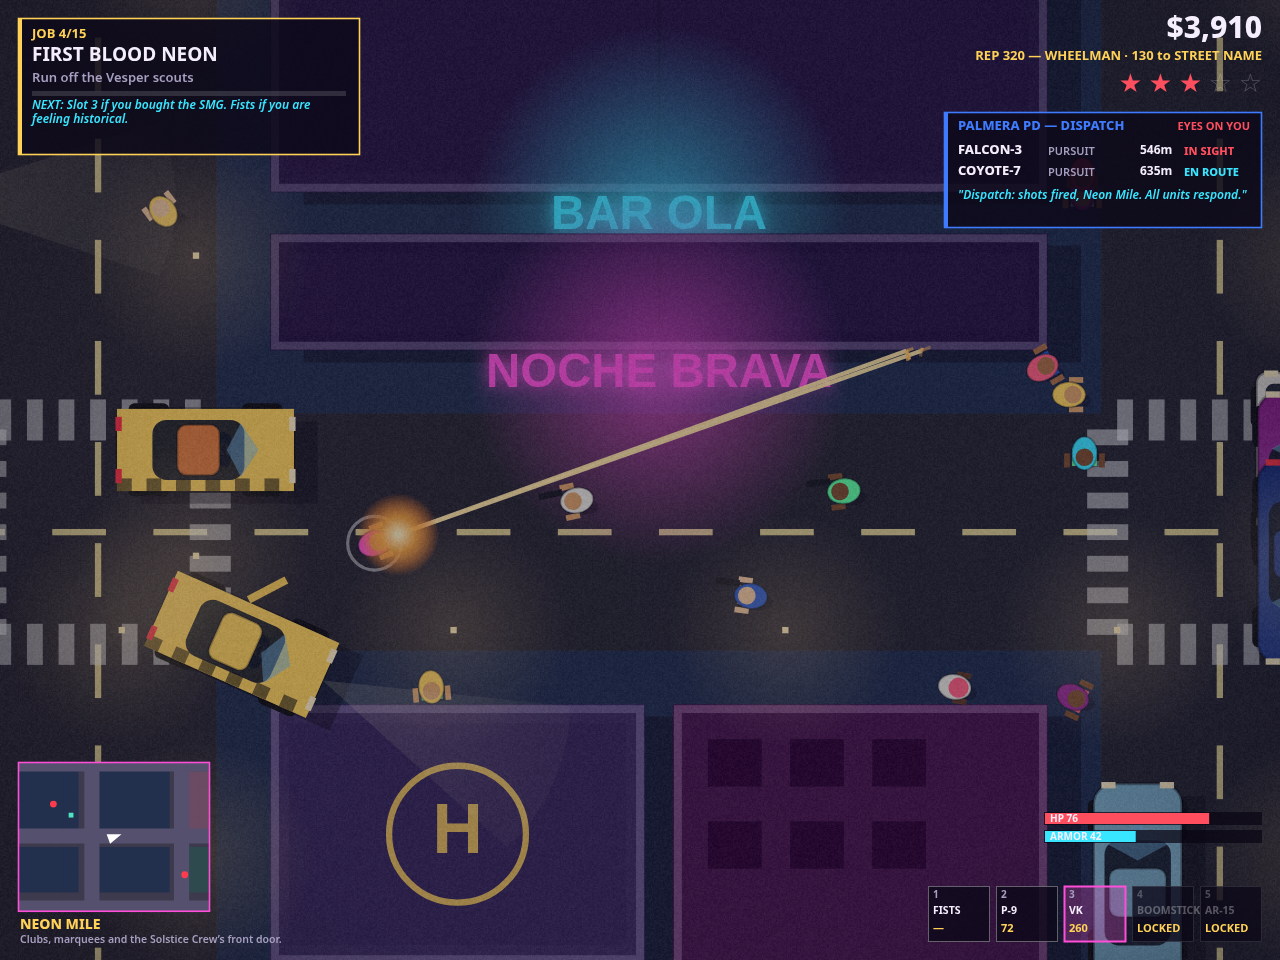 JOB 4/15
FIRST BLOOD NEON
Run off the Vesper scouts
NEXT: Slot 3 if you bought the SMG. Fists if you are
feeling historical.
$3,910
REP 320 — WHEELMAN · 130 to STREET NAME
★ ★ ★ ☆ ☆
PALMERA PD — DISPATCH EYES ON YOU
FALCON-3 PURSUIT 546m IN SIGHT
COYOTE-7 PURSUIT 635m EN ROUTE
"Dispatch: shots fired, Neon Mile. All units respond."
BAR OLA
NOCHE BRAVA
H
HP 76
ARMOR 42
1 2 3 4 5
FISTS P-9 VK BOOMSTICK AR-15
— 72 260 LOCKED LOCKED
NEON MILE
Clubs, marquees and the Solstice Crew's front door.